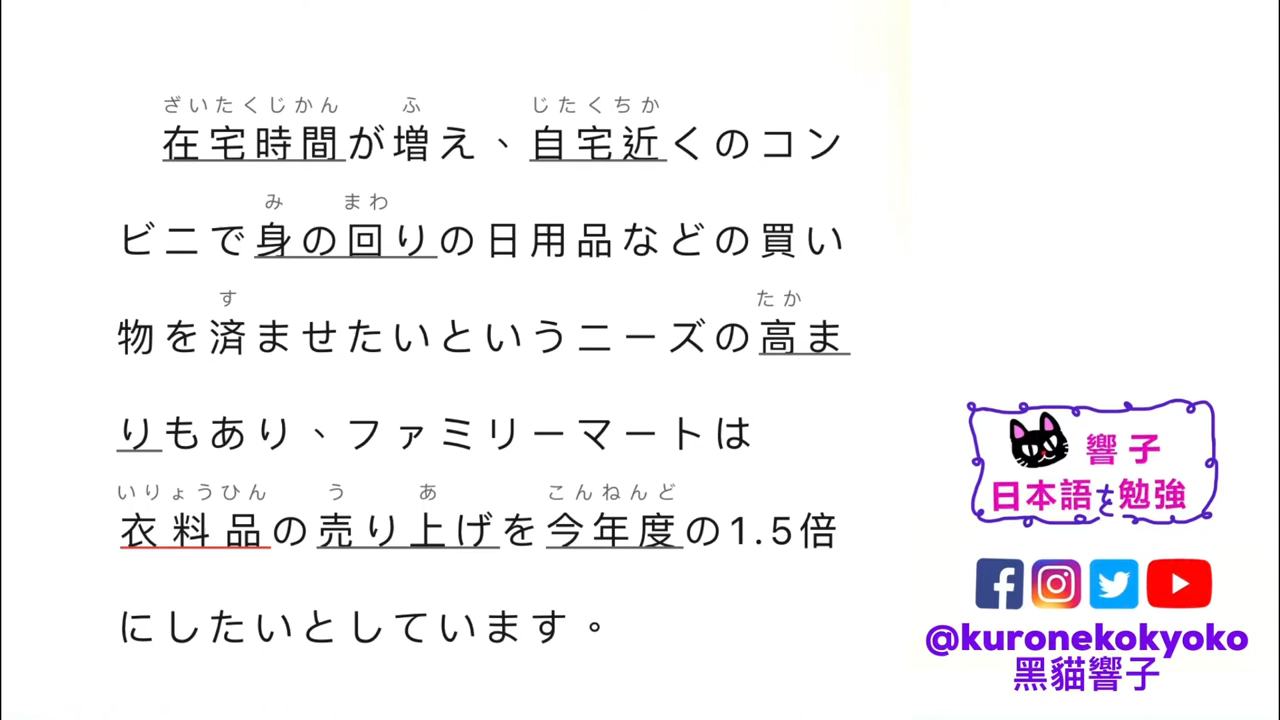 ざいたくじかん ふ じたくちか
在宅時間が増え、自宅近くのコン
み まわ
ビニで身の回りの日用品などの買い
す たか
物を済ませたいというニーズの高ま
りもあり、ファミリーマートは
いりょうひん う あ こんねんど
衣料品の売り上げを今年度の1.5倍
にしたいとしています。
響子
日本語を勉強
@kuronekokyoko
黑貓響子